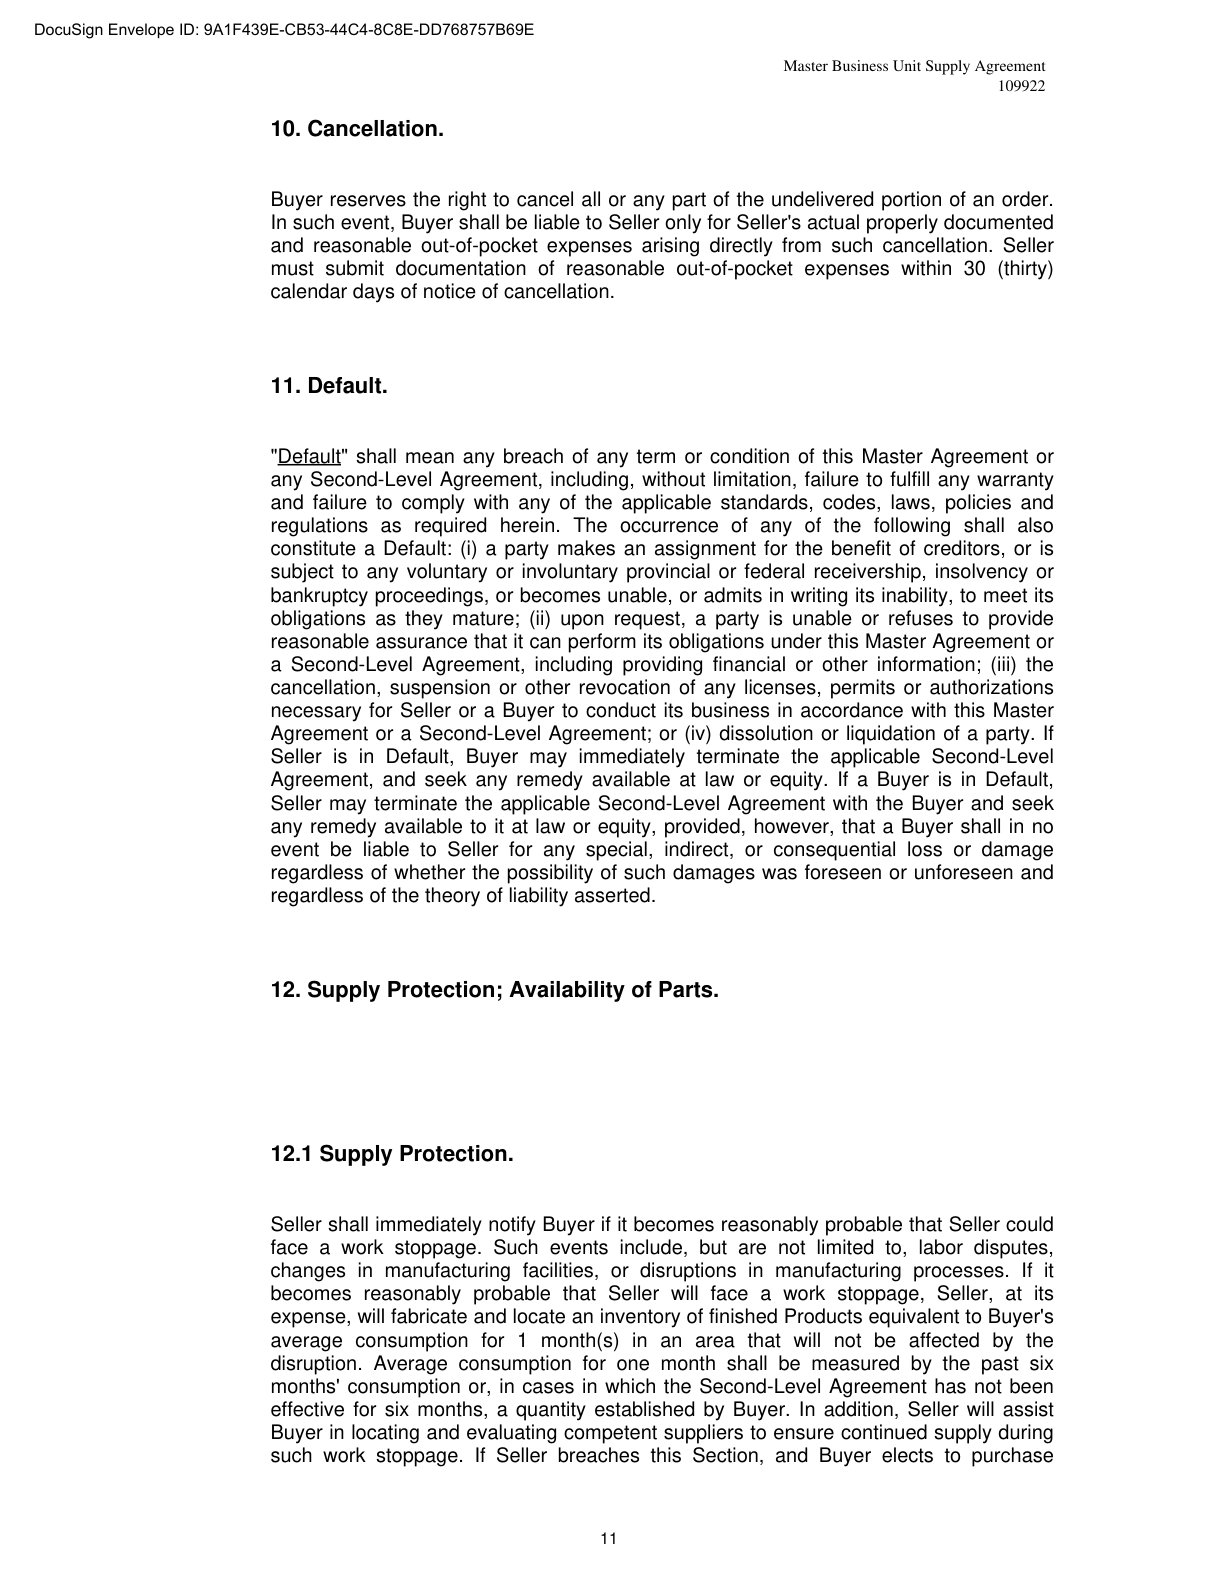 DocuSign Envelope ID: 9A1F439E-CB53-44C4-8C8E-DD768757B69E
Master Business Unit Supply Agreement
109922
10. Cancellation.
Buyer reserves the right to cancel all or any part of the undelivered portion of an order.
In such event, Buyer shall be liable to Seller only for Seller's actual properly documented
and reasonable out-of-pocket expenses arising directly from such cancellation. Seller
must submit documentation of reasonable out-of-pocket expenses within 30 (thirty)
calendar days of notice of cancellation.
11. Default.
"Default" shall mean any breach of any term or condition of this Master Agreement or
any Second-Level Agreement, including, without limitation, failure to fulfill any warranty
and failure to comply with any of the applicable standards, codes, laws, policies and
regulations as required herein. The occurrence of any of the following shall also
constitute a Default: (i) a party makes an assignment for the benefit of creditors, or is
subject to any voluntary or involuntary provincial or federal receivership, insolvency or
bankruptcy proceedings, or becomes unable, or admits in writing its inability, to meet its
obligations as they mature; (ii) upon request, a party is unable or refuses to provide
reasonable assurance that it can perform its obligations under this Master Agreement or
a Second-Level Agreement, including providing financial or other information; (iii) the
cancellation, suspension or other revocation of any licenses, permits or authorizations
necessary for Seller or a Buyer to conduct its business in accordance with this Master
Agreement or a Second-Level Agreement; or (iv) dissolution or liquidation of a party. If
Seller is in Default, Buyer may immediately terminate the applicable Second-Level
Agreement, and seek any remedy available at law or equity. If a Buyer is in Default,
Seller may terminate the applicable Second-Level Agreement with the Buyer and seek
any remedy available to it at law or equity, provided, however, that a Buyer shall in no
event be liable to Seller for any special, indirect, or consequential loss or damage
regardless of whether the possibility of such damages was foreseen or unforeseen and
regardless of the theory of liability asserted.
12. Supply Protection; Availability of Parts.
12.1 Supply Protection.
Seller shall immediately notify Buyer if it becomes reasonably probable that Seller could
face a work stoppage. Such events include, but are not limited to, labor disputes,
changes in manufacturing facilities, or disruptions in manufacturing processes. If it
becomes reasonably probable that Seller will face a work stoppage, Seller, at its
expense, will fabricate and locate an inventory of finished Products equivalent to Buyer's
average consumption for 1 month(s) in an area that will not be affected by the
disruption. Average consumption for one month shall be measured by the past six
months' consumption or, in cases in which the Second-Level Agreement has not been
effective for six months, a quantity established by Buyer. In addition, Seller will assist
Buyer in locating and evaluating competent suppliers to ensure continued supply during
such work stoppage. If Seller breaches this Section, and Buyer elects to purchase
11